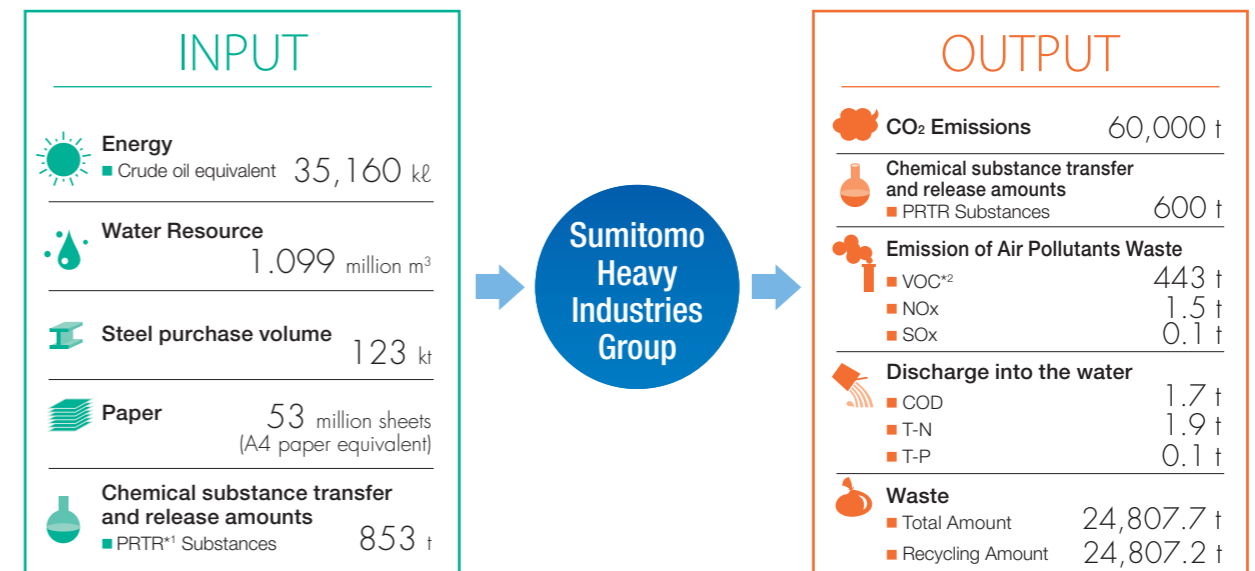 INPUT
Energy
■ Crude oil equivalent 35,160 kℓ
Water Resource
1.099 million m³
Steel purchase volume
123 kt
Paper 53 million sheets
(A4 paper equivalent)
Chemical substance transfer
and release amounts
■ PRTR*¹ Substances 853 t
Sumitomo
Heavy
Industries
Group
OUTPUT
CO₂ Emissions 60,000 t
Chemical substance transfer
and release amounts
■ PRTR Substances 600 t
Emission of Air Pollutants Waste
■ VOC*² 443 t
■ NOx 1.5 t
■ SOx 0.1 t
Discharge into the water
■ COD 1.7 t
■ T-N 1.9 t
■ T-P 0.1 t
Waste
■ Total Amount 24,807.7 t
■ Recycling Amount 24,807.2 t